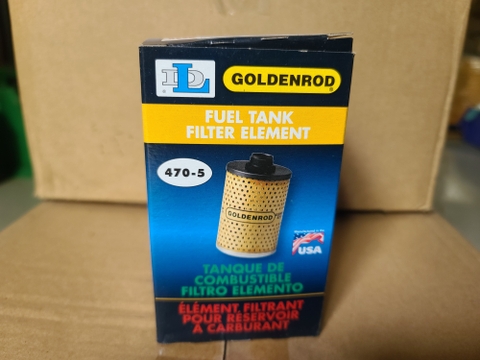 DL
GOLDENROD®
FUEL TANK
FILTER ELEMENT
470-5
GOLDENROD
USA
TANQUE DE
COMBUSTIBLE
FILTRO ELEMENTO
ÉLÉMENT, FILTRANT
POUR RÉSERVOIR
À CARBURANT